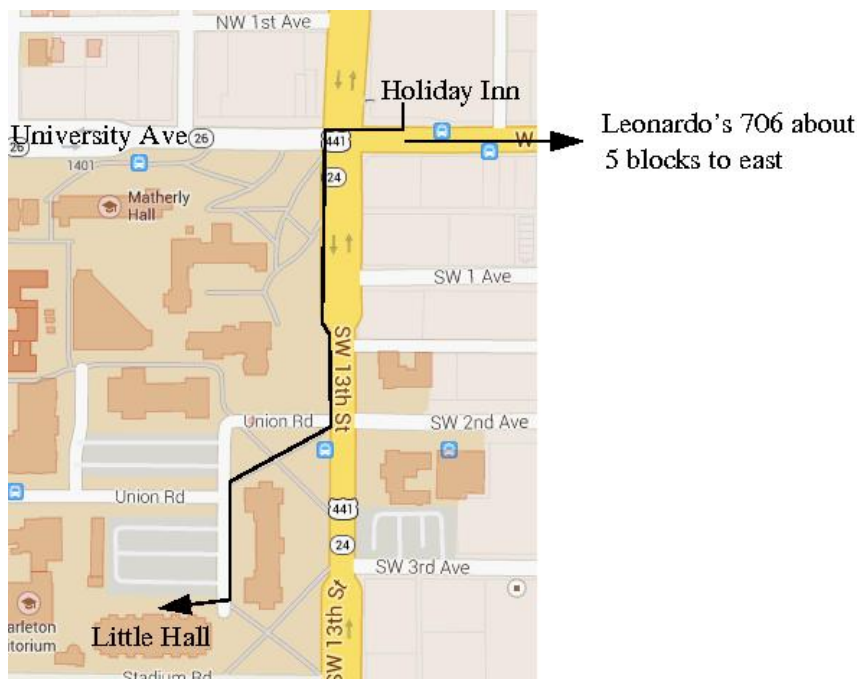 NW 1st Ave
Holiday Inn
University Ave
26
26
441
W
Leonardo's 706 about
5 blocks to east
1401
24
Matherly
Hall
SW 1 Ave
SW 13th St
Union Rd
SW 2nd Ave
Union Rd
441
24
SW 3rd Ave
SW 13th St
arleton
itorium
Little Hall
Stadium Rd